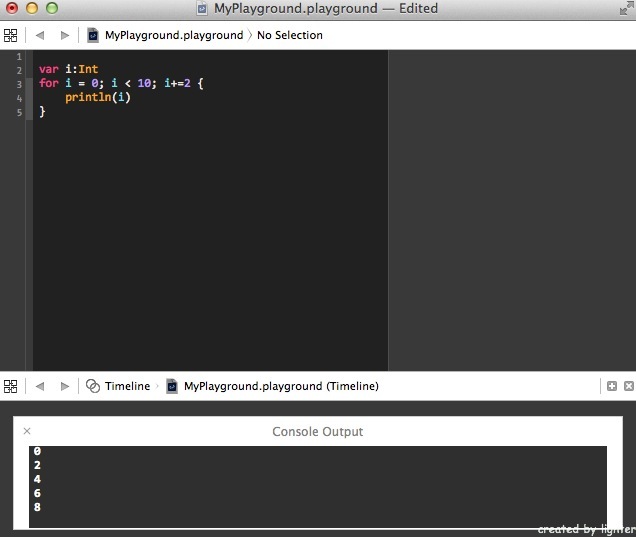 MyPlayground.playground — Edited
MyPlayground.playground 〉 No Selection
1
2 var i:Int
3 for i = 0; i < 10; i+=2 {
4     println(i)
5 }
Timeline 〉 MyPlayground.playground (Timeline)
Console Output
0
2
4
6
8
created by lighter